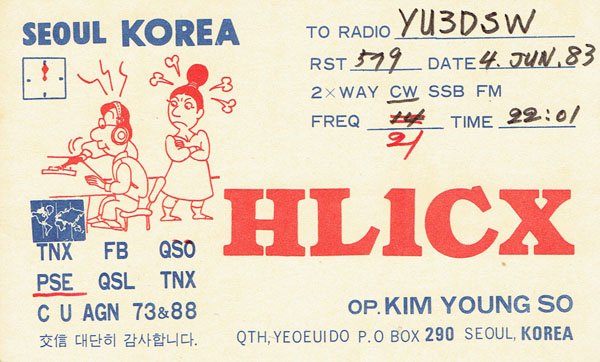 SEOUL KOREA
TO RADIO YU3DSW
RST 579 DATE 4. JUN. 83
2×WAY CW SSB FM
FREQ 14 TIME 22:01
21
HL1CX
TNX FB QSO
PSE QSL TNX
C U AGN 73&88
交信 대단히 감사합니다.
OP. KIM YOUNG SO
QTH, YEOEUIDO P.O BOX 290 SEOUL, KOREA